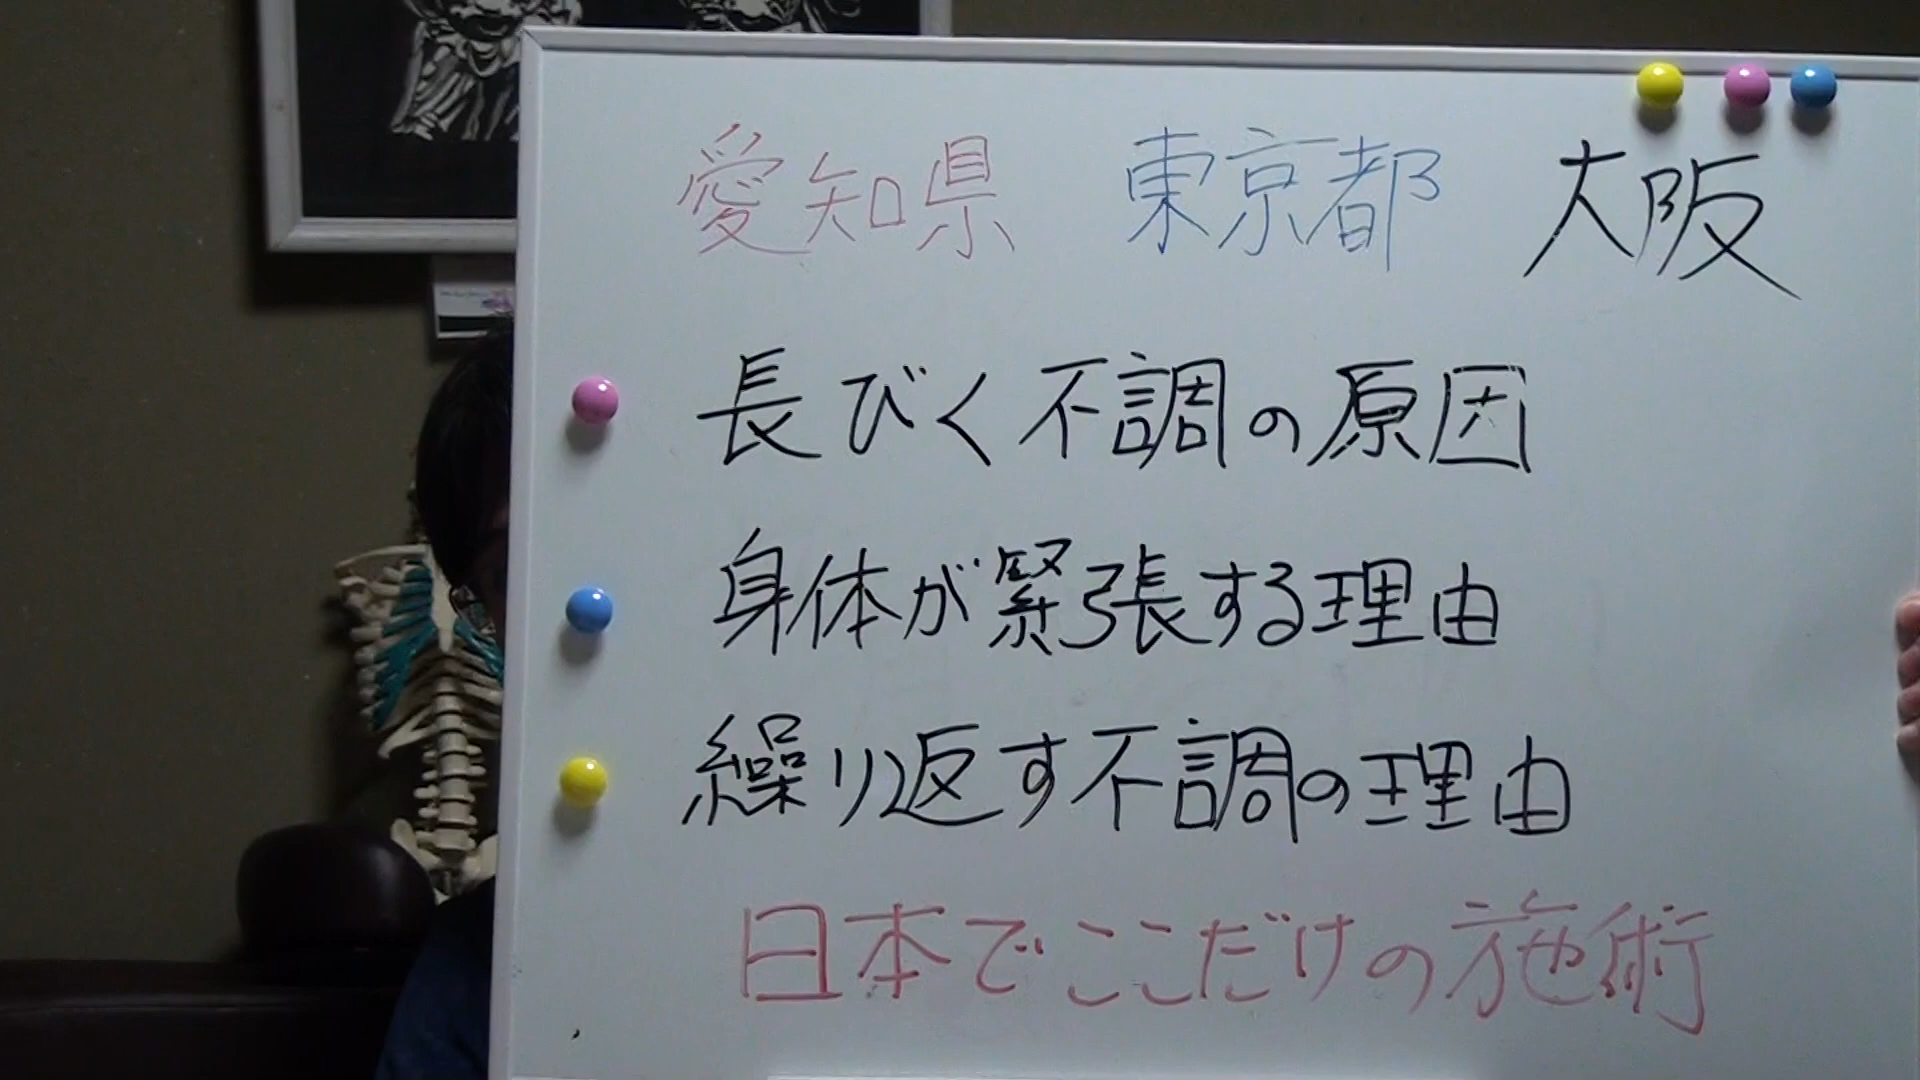 愛知県 東京都 大阪
長びく不調の原因
身体が緊張する理由
繰り返す不調の理由
日本でここだけの施術